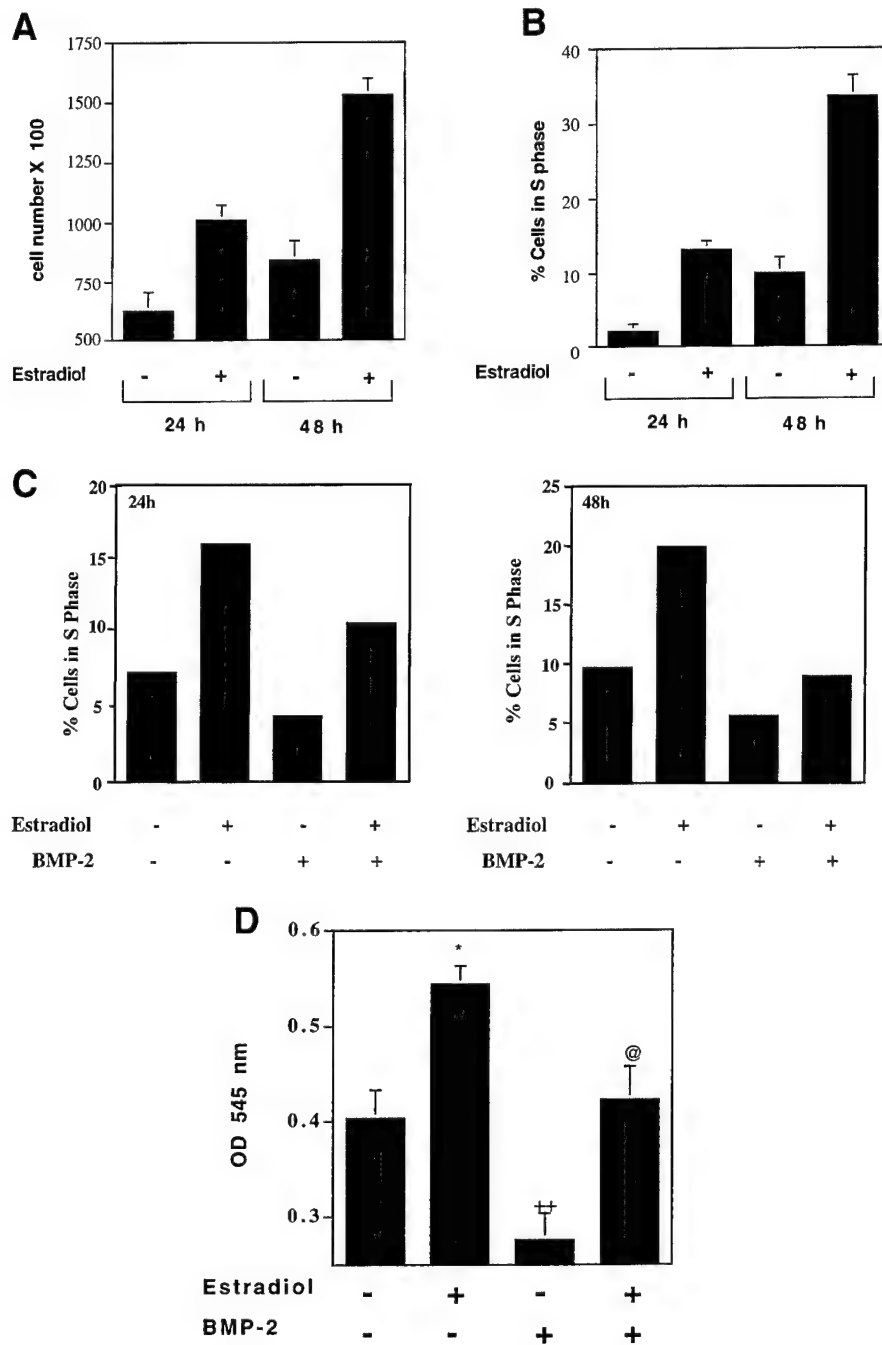 A
cell number X 100
1750
1500
1250
1000
750
500
Estradiol - + - +
24 h 48 h
B
% Cells in S phase
40
30
20
10
0
Estradiol - + - +
24 h 48 h
C
% Cells in S Phase
20
15
10
5
0
24h
Estradiol - + - +
BMP-2 - - + +
% Cells in S Phase
25
20
15
10
5
0
48h
Estradiol - + - +
BMP-2 - - + +
D
OD 545 nm
0.6
0.5
0.4
0.3
*
@
Estradiol - + - +
BMP-2 - - + +